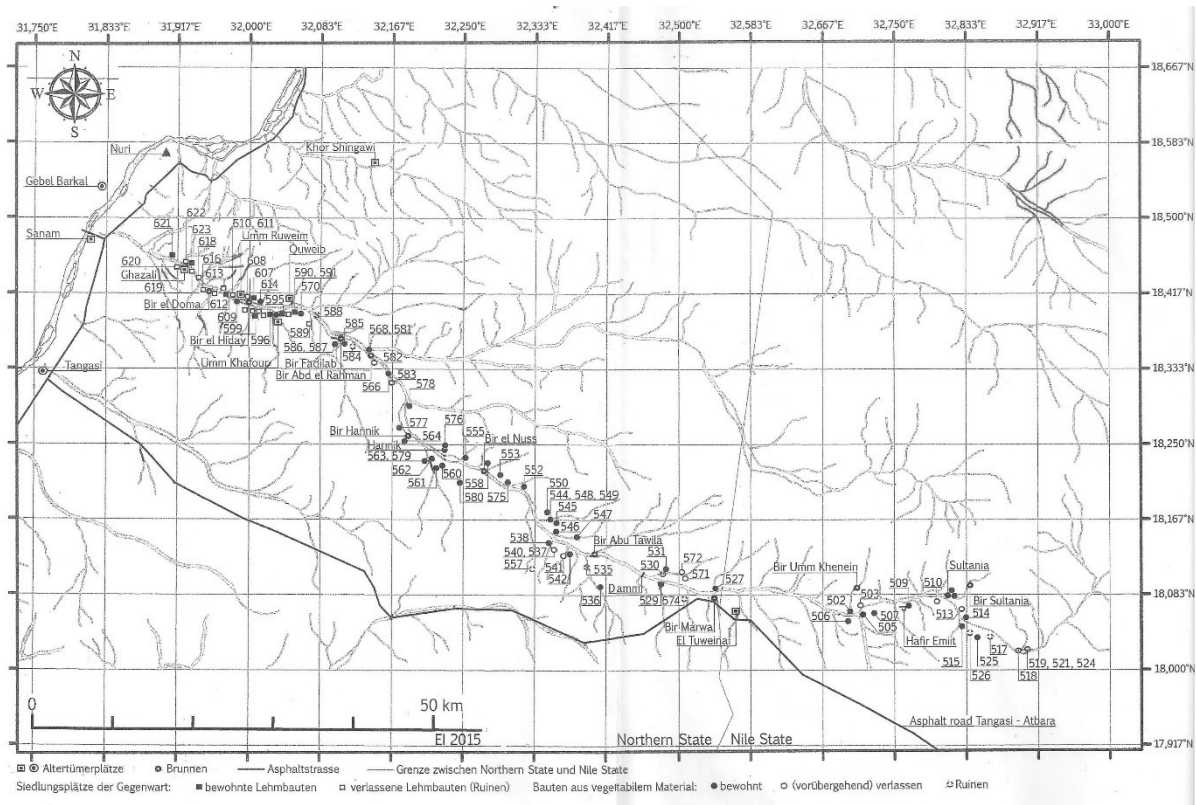 31,750°E 31,833°E 31,917°E 32,000°E 32,083°E 32,167°E 32,250°E 32,333°E 32,417°E 32,500°E 32,583°E 32,667°E 32,750°E 32,833°E 32,917°E 33,000°E
N
W E
S
18,667°N
18,583°N
18,500°N
18,417°N
18,333°N
18,250°N
18,167°N
18,083°N
18,000°N
17,917°N
Nuri
Khor Shingawi
Gebel Barkal
Sanam
622
621
623
618
610, 611
Umm Ruweim
Quweib
620
616
608
Ghazali
613
607
590, 591
619
614
570
Bir el Doma
612
595
588
609
585
568, 581
599
589
Bir el Hiday
596
586, 587
584
582
Umm Khafour
Bir Fadilab
Tangasi
Bir Abd el Rahman
583
566
578
577
576
Bir Hannik
564
555
Bir el Nuss
Hannik
563, 579
553
562
560
558
552
561
580
575
550
544, 548, 549
545
547
546
538
Bir Abu Tawila
540, 537
531
572
557
541
535
530
571
542
Bir Umm Khenein
Sultania
536
Dammi
527
509
510
529
574
502
503
Bir Sultania
506
507
513
514
Bir Marwa
505
El Tuweina
Hafir Emiit
517
515
525
519, 521, 524
526
518
0 50 km
Asphalt road Tangasi - Atbara
EI 2015
Northern State Nile State
Altertümerplätze Brunnen Asphaltstrasse Grenze zwischen Northern State und Nile State
Siedlungsplätze der Gegenwart: bewohnte Lehmbauten verlassene Lehmbauten (Ruinen) Bauten aus vegetabilem Material: bewohnt (vorübergehend) verlassen Ruinen